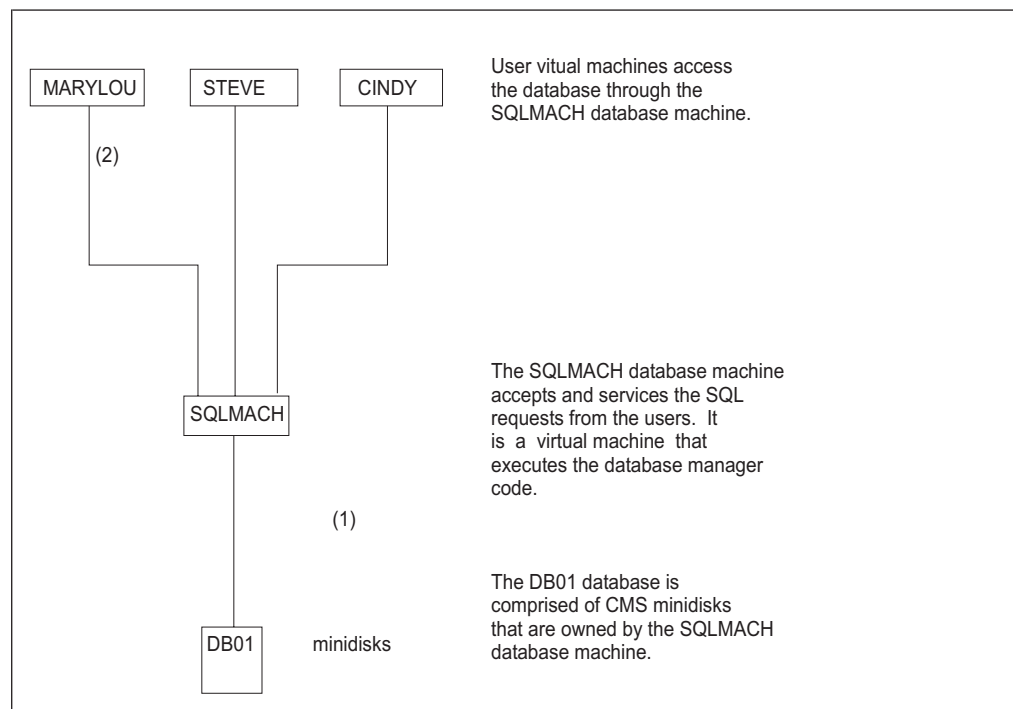 MARYLOU STEVE CINDY
User vitual machines access
the database through the
SQLMACH database machine.
(2)
SQLMACH
The SQLMACH database machine
accepts and services the SQL
requests from the users. It
is a virtual machine that
executes the database manager
code.
(1)
DB01 minidisks
The DB01 database is
comprised of CMS minidisks
that are owned by the SQLMACH
database machine.